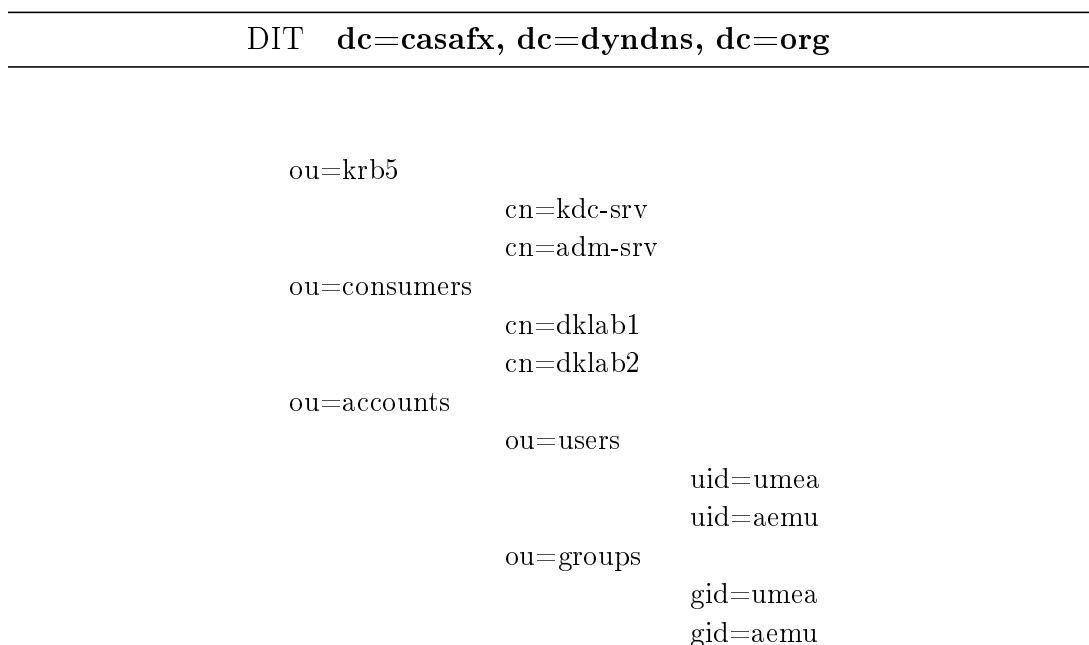 DIT dc=casafx, dc=dyndns, dc=org
ou=krb5
cn=kdc-srv
cn=adm-srv
ou=consumers
cn=dklab1
cn=dklab2
ou=accounts
ou=users
uid=umea
uid=aemu
ou=groups
gid=umea
gid=aemu